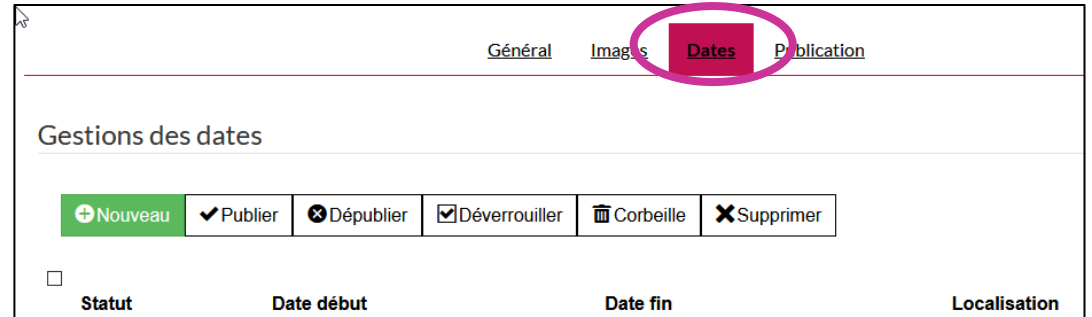 Général Images Dates Publication
Gestions des dates
Nouveau Publier Dépublier Déverrouiller Corbeille Supprimer
Statut Date début Date fin Localisation